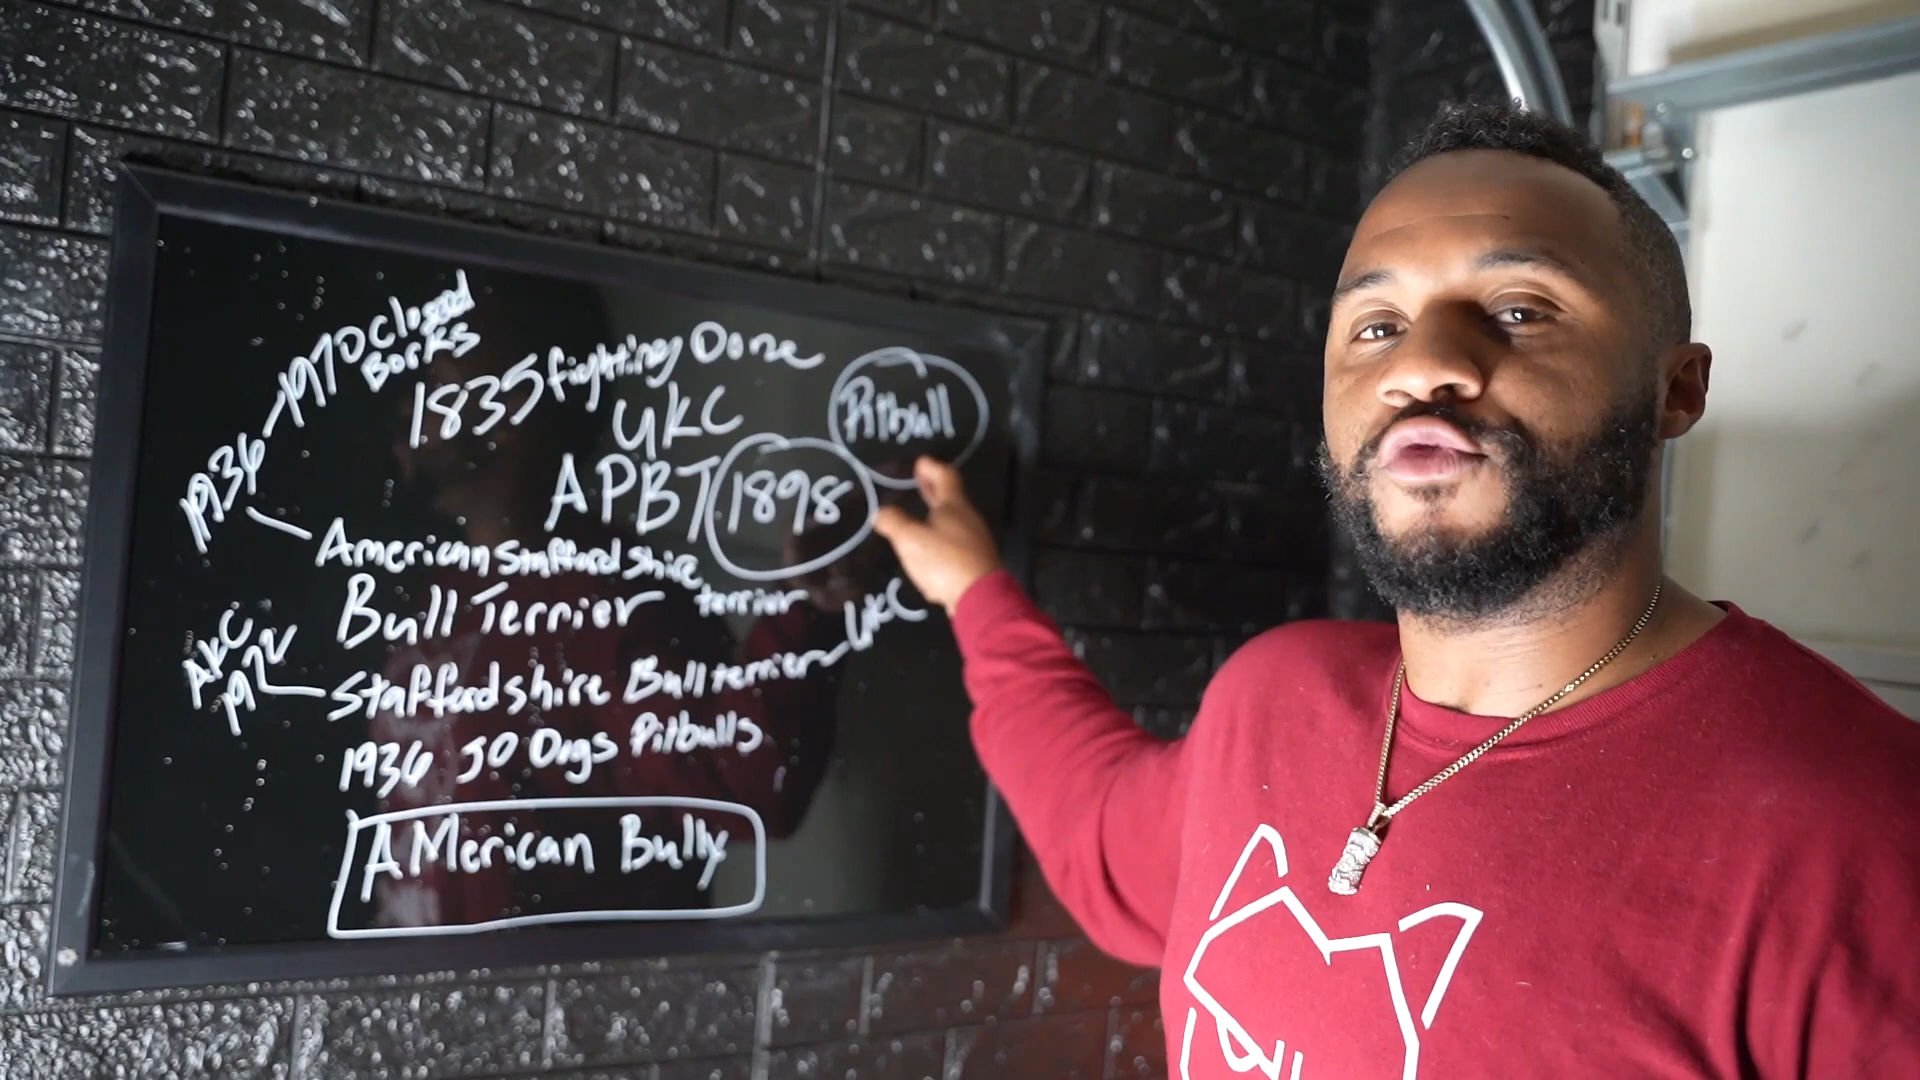 1970 Closed
Books
1835 fighting Done
UKC
Pitbull
1936
APBT 1898
American Staffordshire
terrier
Bull Terrier
UKC
AKC
Staffordshire Bull terrier
1936 50 Dogs Pitbulls
AMerican Bully